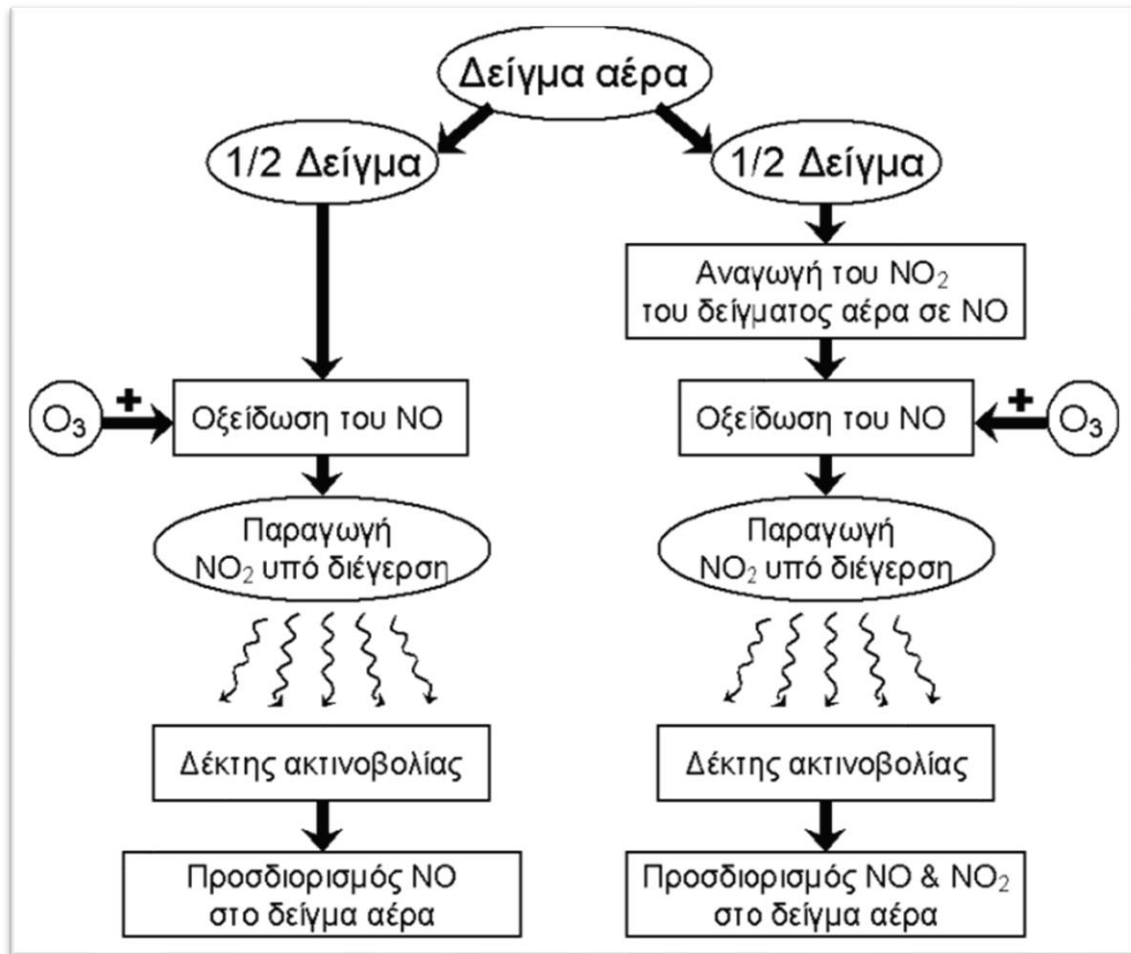 Δείγμα αέρα
1/2 Δείγμα
1/2 Δείγμα
Αναγωγή του NO₂
του δείγματος αέρα σε NO
O₃
+
Οξείδωση του NO
Οξείδωση του NO
+
O₃
Παραγωγή
NO₂ υπό διέγερση
Παραγωγή
NO₂ υπό διέγερση
Δέκτης ακτινοβολίας
Δέκτης ακτινοβολίας
Προσδιορισμός NO
στο δείγμα αέρα
Προσδιορισμός NO & NO₂
στο δείγμα αέρα